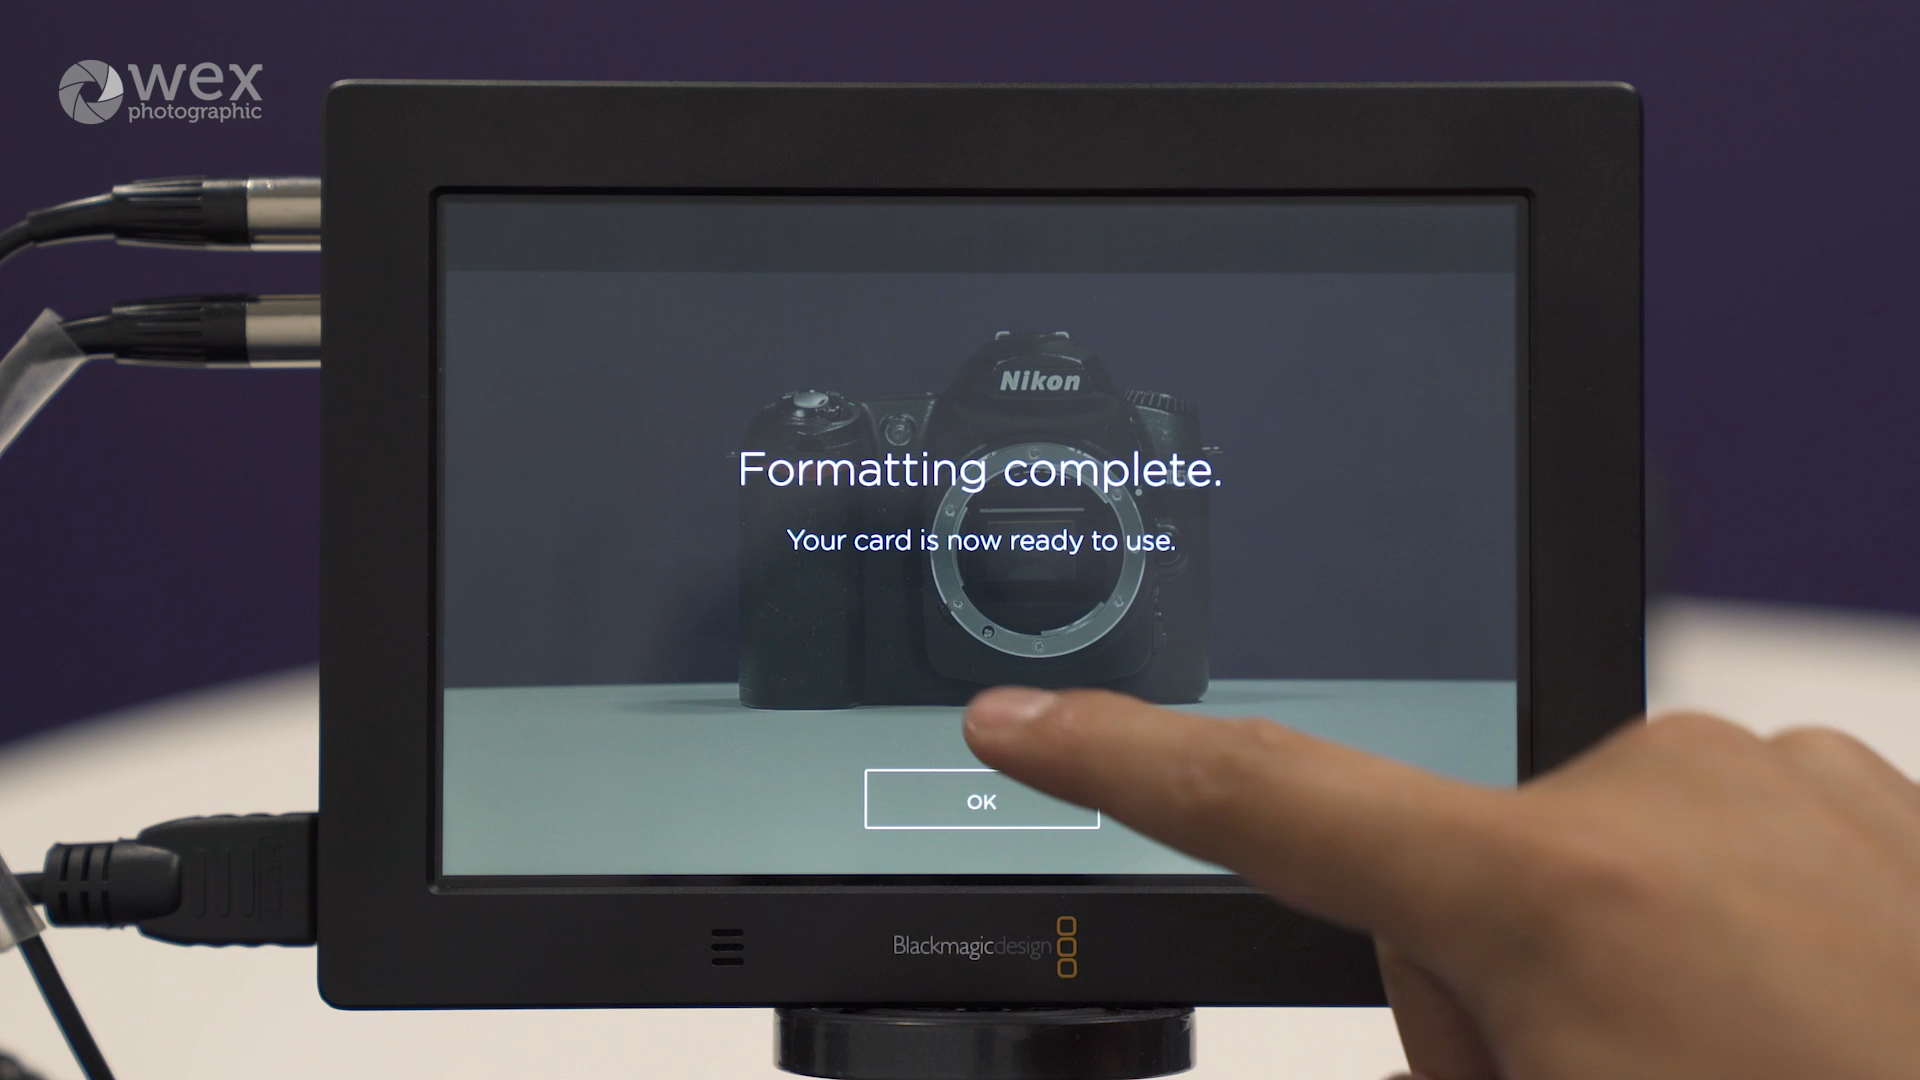 wex
photographic
Nikon
Formatting complete.
Your card is now ready to use.
OK
Blackmagicdesign